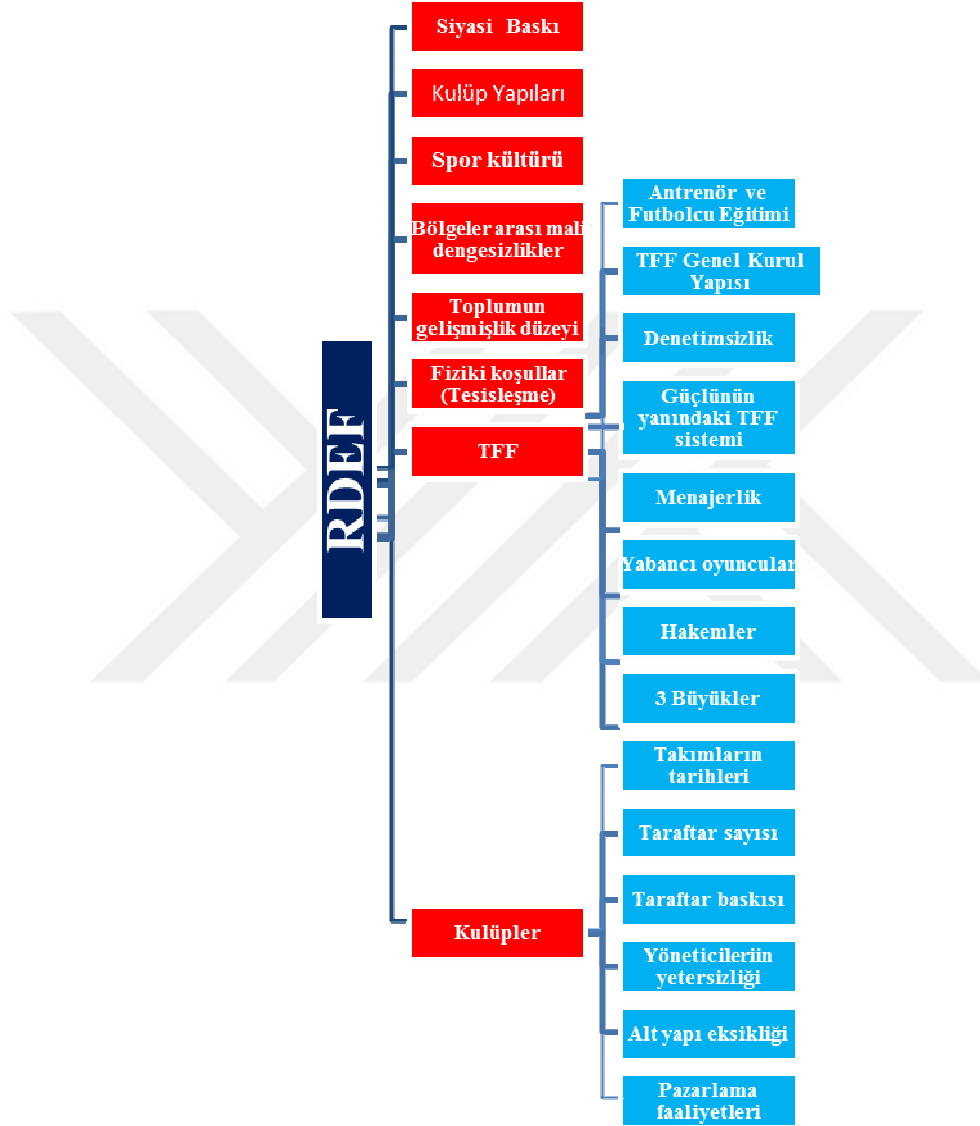 RDEF
Siyasi Baskı
Kulüp Yapıları
Spor kültürü
Bölgeler arası mali
dengesizlikler
Toplumun
gelişmişlik düzeyi
Fiziki koşullar
(Tesisleşme)
TFF
Antrenör ve
Futbolcu Eğitimi
TFF Genel Kurul
Yapısı
Denetimsizlik
Güçlünün
yanındaki TFF
sistemi
Menajerlik
Yabancı oyuncular
Hakemler
3 Büyükler
Kulüpler
Takımların
tarihleri
Taraftar sayısı
Taraftar baskısı
Yöneticileriin
yetersizliği
Alt yapı eksikliği
Pazarlama
faaliyetleri